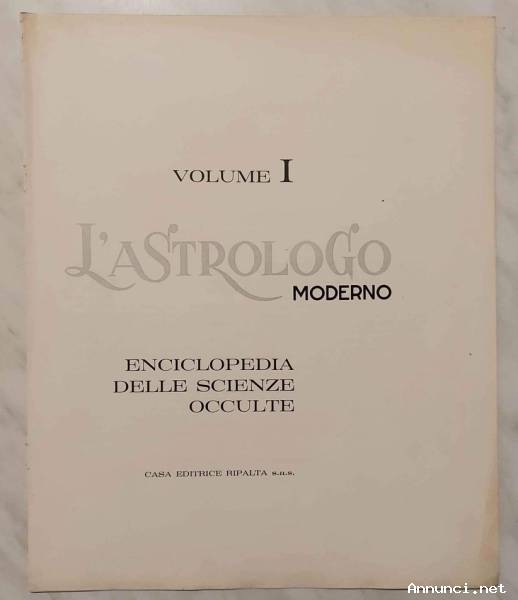 VOLUME I
L'ASTROLOGO
MODERNO
ENCICLOPEDIA
DELLE SCIENZE
OCCULTE
CASA EDITRICE RIPALTA s.n.s.
Annunci.net